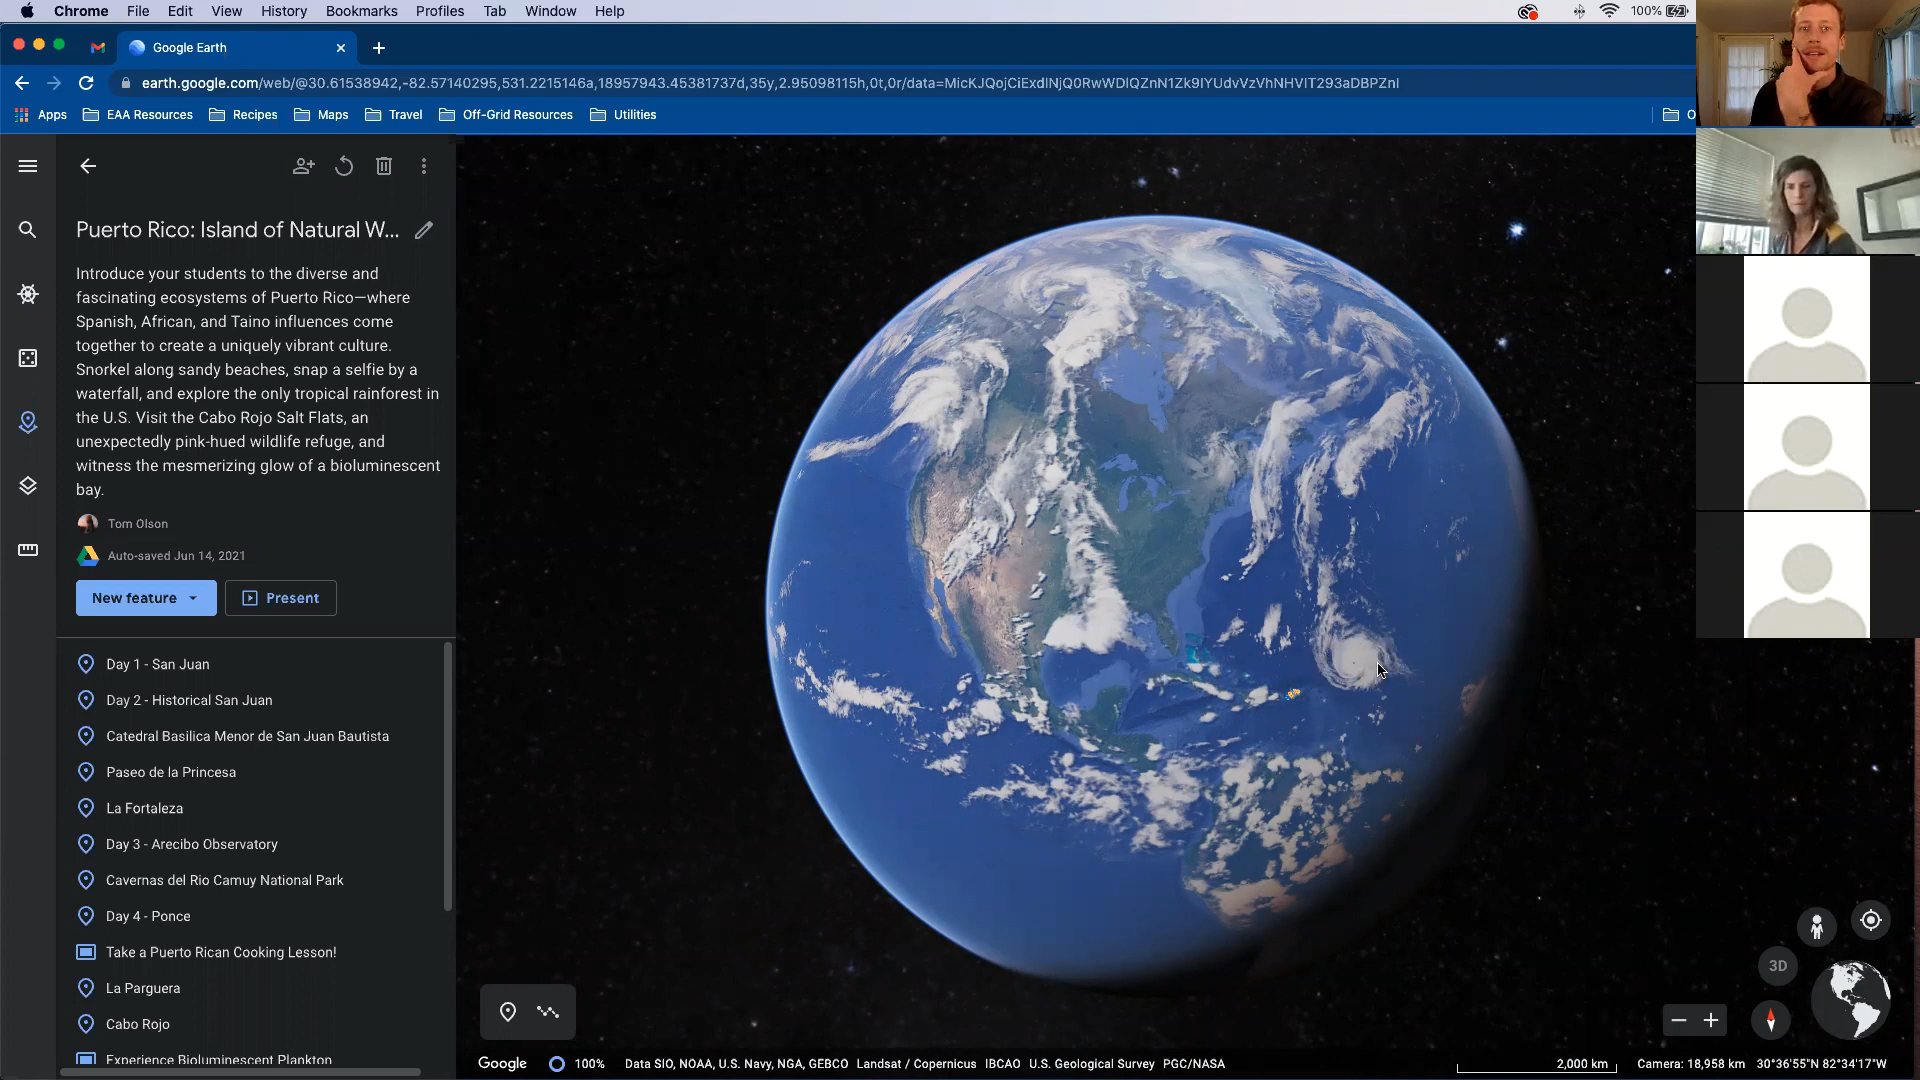 Chrome File Edit View History Bookmarks Profiles Tab Window Help 100%
Google Earth
earth.google.com/web/@30.61538942,-82.57140295,531.2215146a,18957943.45381737d,35y,2.95098115h,0t,0r/data=
Apps EAA Resources Recipes Maps Travel Off-Grid Resources Utilities O
Puerto Rico: Island of Natural W...
Introduce your students to the diverse and
fascinating ecosystems of Puerto Rico—where
Spanish, African, and Taino influences come
together to create a uniquely vibrant culture.
Snorkel along sandy beaches, snap a selfie by a
waterfall, and explore the only tropical rainforest in
the U.S. Visit the Cabo Rojo Salt Flats, an
unexpectedly pink-hued wildlife refuge, and
witness the mesmerizing glow of a bioluminescent
bay.
Tom Olson
Auto-saved Jun 14, 2021
New feature Present
Day 1 - San Juan
Day 2 - Historical San Juan
Catedral Basilica Menor de San Juan Bautista
Paseo de la Princesa
La Fortaleza
Day 3 - Arecibo Observatory
Cavernas del Rio Camuy National Park
Day 4 - Ponce
Take a Puerto Rican Cooking Lesson!
La Parguera
Cabo Rojo
Experience Bioluminescent Plankton
3D
Google 100% Data SIO, NOAA, U.S. Navy, NGA, GEBCO Landsat / Copernicus IBCAO U.S. Geological Survey PGC/NASA 2,000 km Camera: 18,958 km 30°36'55"N 82°34'17"W